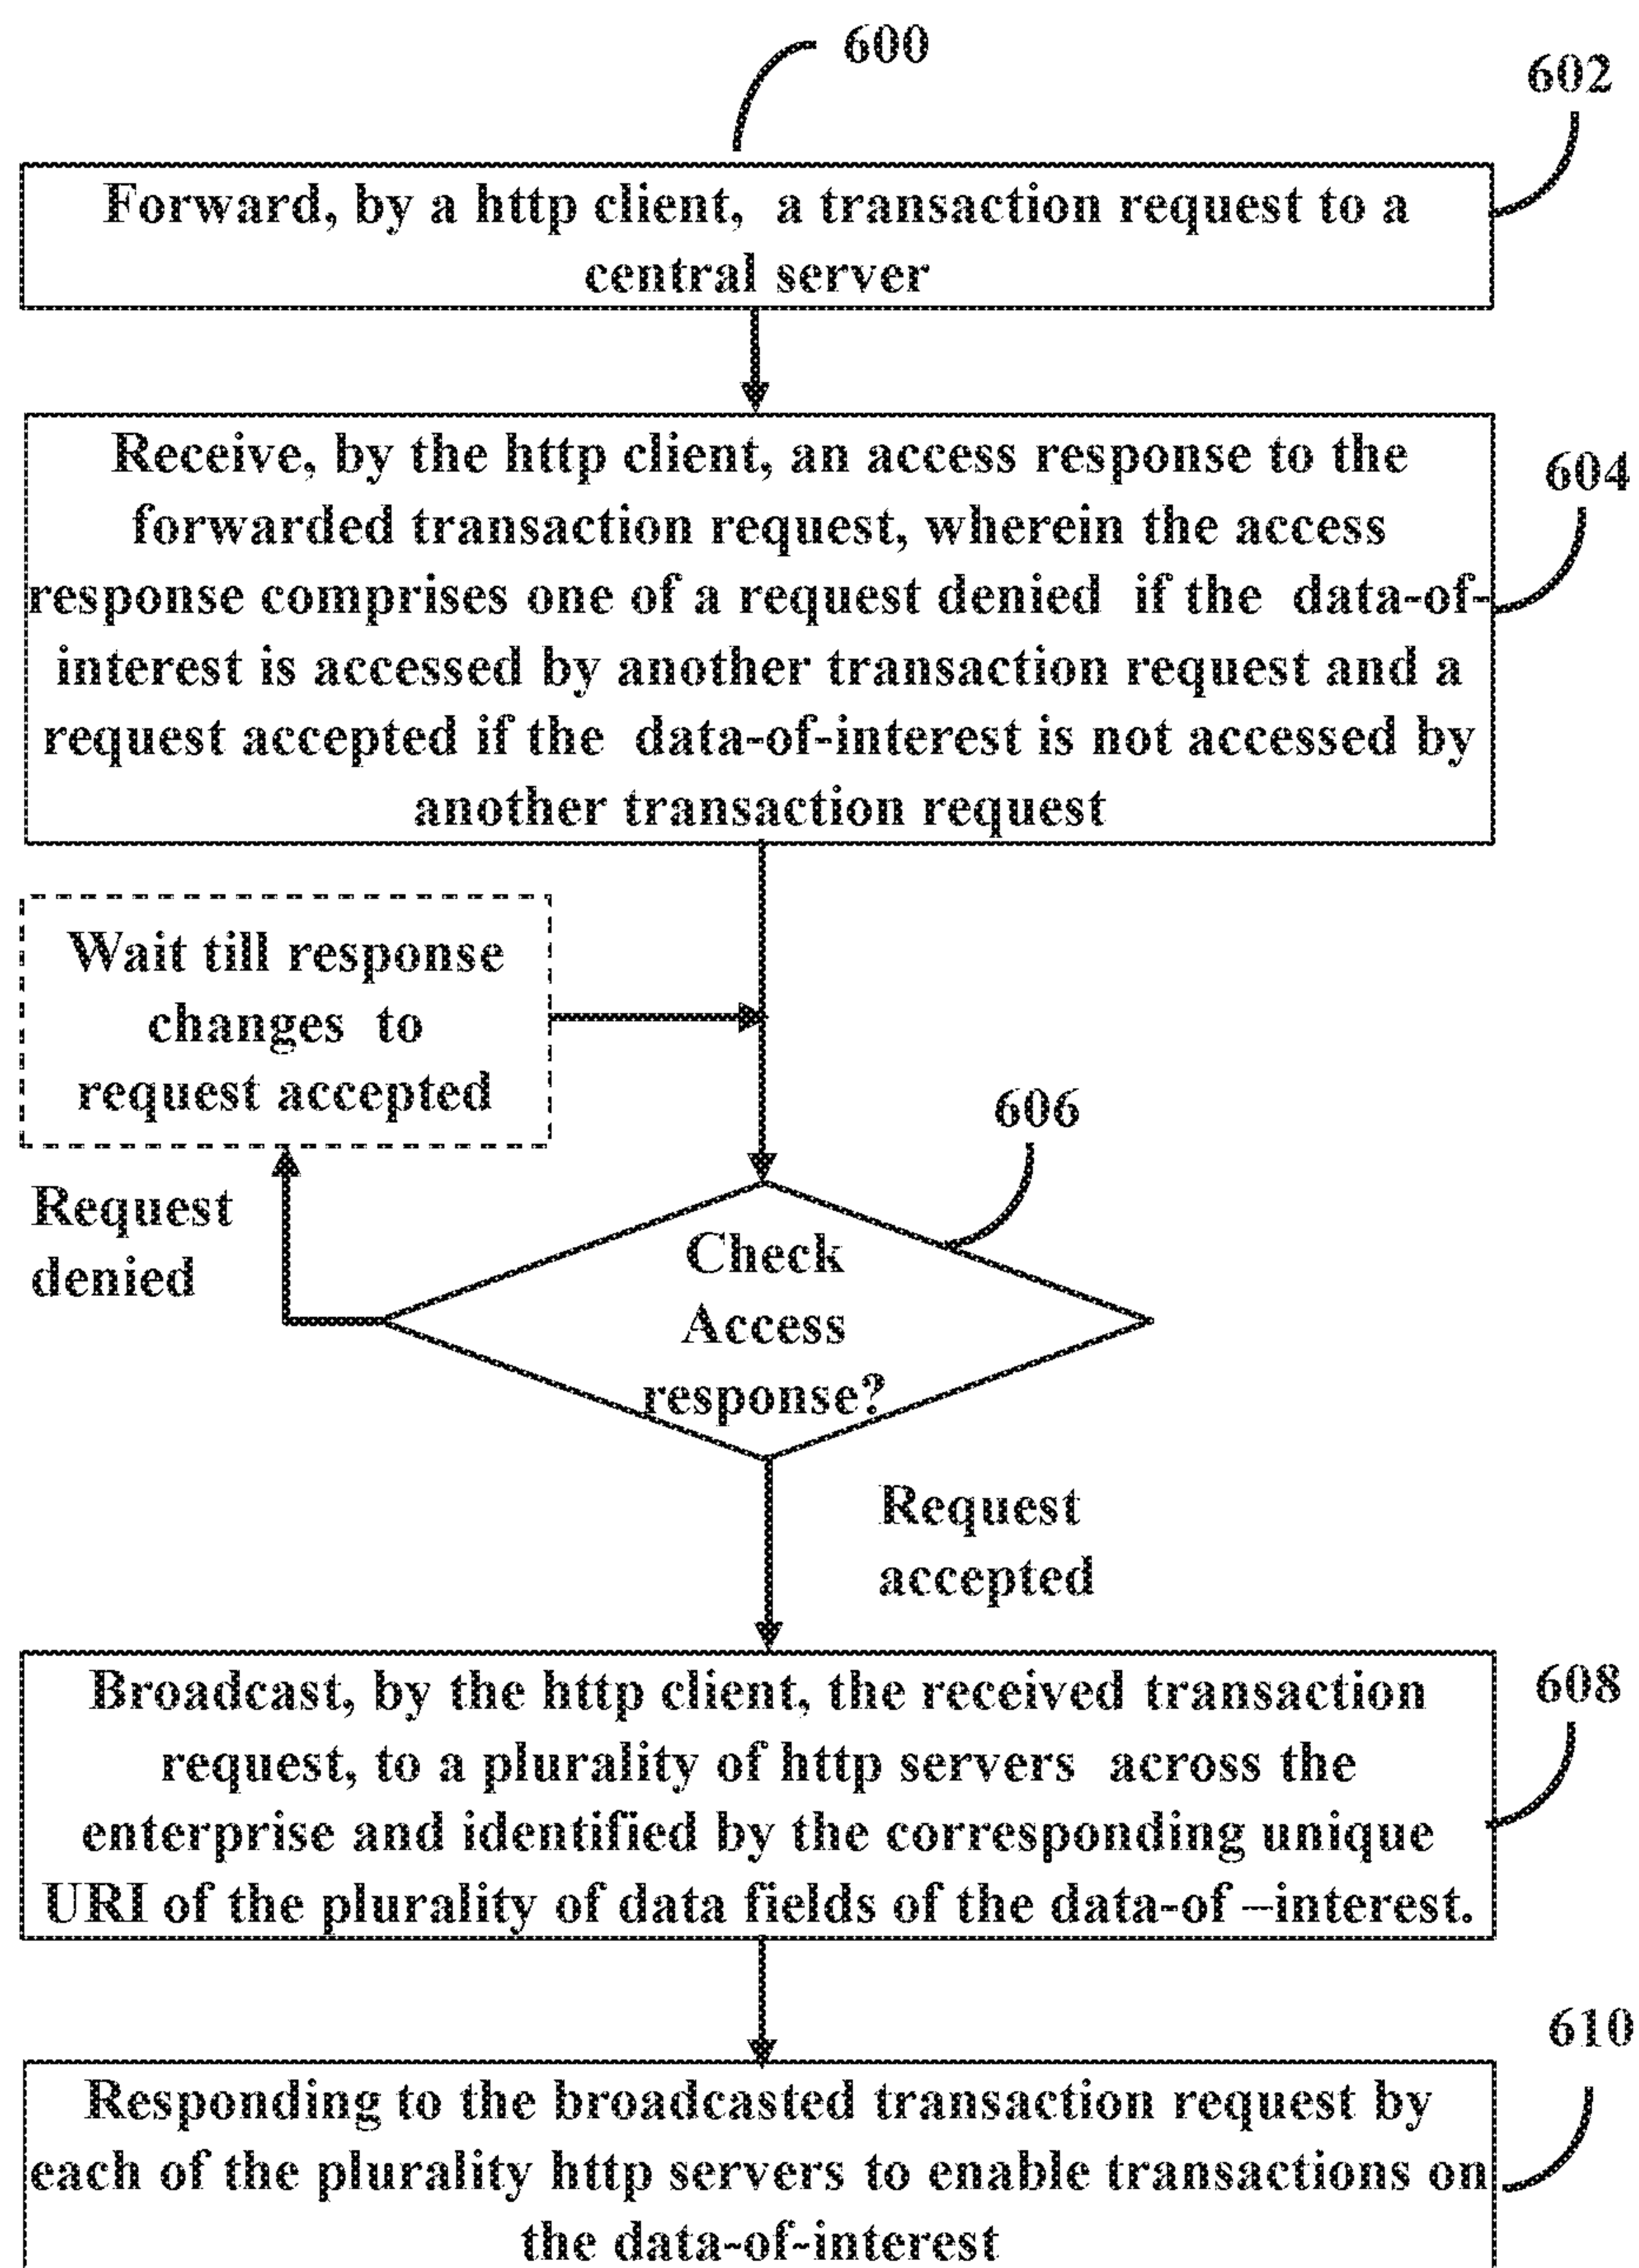 600
602
Forward, by a http client, a transaction request to a
central server
Receive, by the http client, an access response to the
forwarded transaction request, wherein the access
response comprises one of a request denied if the data-of-
interest is accessed by another transaction request and a
request accepted if the data-of-interest is not accessed by
another transaction request
604
Wait till response
changes to
request accepted
606
Request
denied
Check
Access
response?
Request
accepted
Broadcast, by the http client, the received transaction
request, to a plurality of http servers across the
enterprise and identified by the corresponding unique
URI of the plurality of data fields of the data-of –interest.
608
610
Responding to the broadcasted transaction request by
each of the plurality http servers to enable transactions on
the data-of-interest